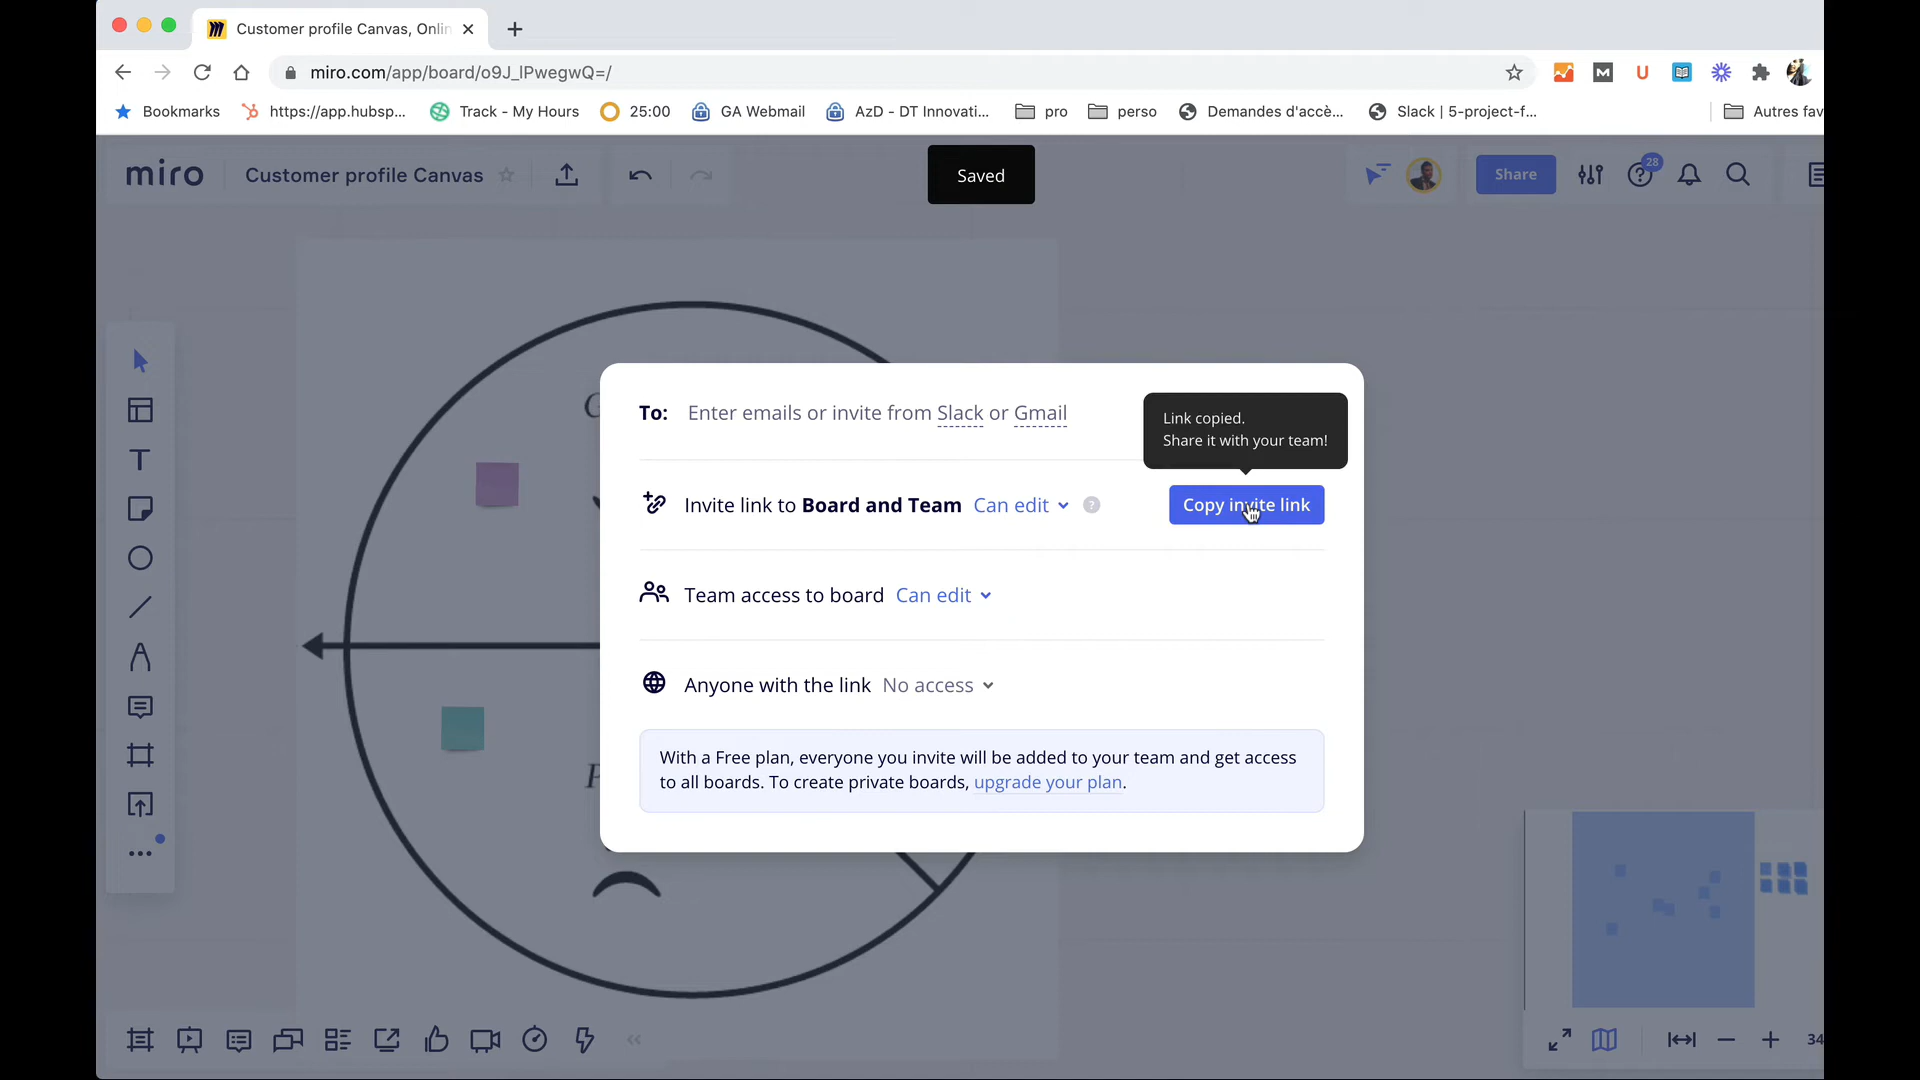 Customer profile Canvas, Onlin
miro.com/app/board/o9J_lPwegwQ=/
Bookmarks https://app.hubsp... Track - My Hours 25:00 GA Webmail AzD - DT Innovati... pro perso Demandes d'accè... Slack | 5-project-f... Autres fav
miro Customer profile Canvas Saved Share 28
To: Enter emails or invite from Slack or Gmail
Link copied.
Share it with your team!
Invite link to Board and Team Can edit ? Copy invite link
Team access to board Can edit
Anyone with the link No access
With a Free plan, everyone you invite will be added to your team and get access
to all boards. To create private boards, upgrade your plan.
34